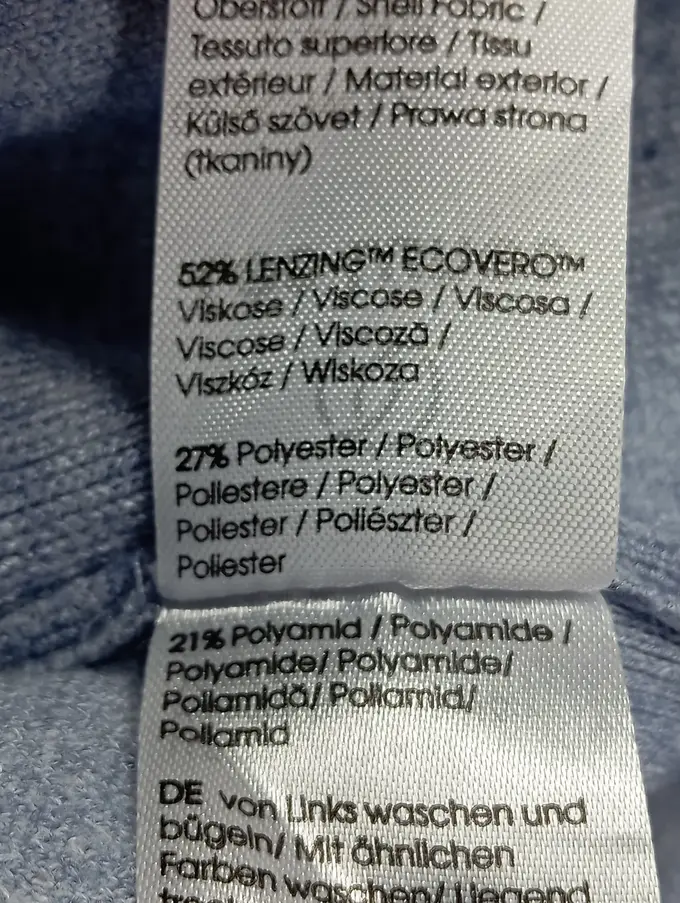 Oberstoff / Shell Fabric /
Tessuto superiore / Tissu
extérieur / Material exterior /
Külső szövet / Prawa strona
(tkaniny)
52% LENZING™ ECOVERO™
Viskose / Viscose / Viscosa /
Viscose / Viscoză /
Viszkóz / Wiskoza
27% Polyester / Polyester /
Poliestere / Polyester /
Poliester / Poliészter /
Poliester
21% Polyamid / Polyamide /
Polyamide/ Polyamide/
Poliamidă/ Poliamid/
Poliamid
DE von Links waschen und
bügeln/ Mit ähnlichen
Farben waschen/ Liegend